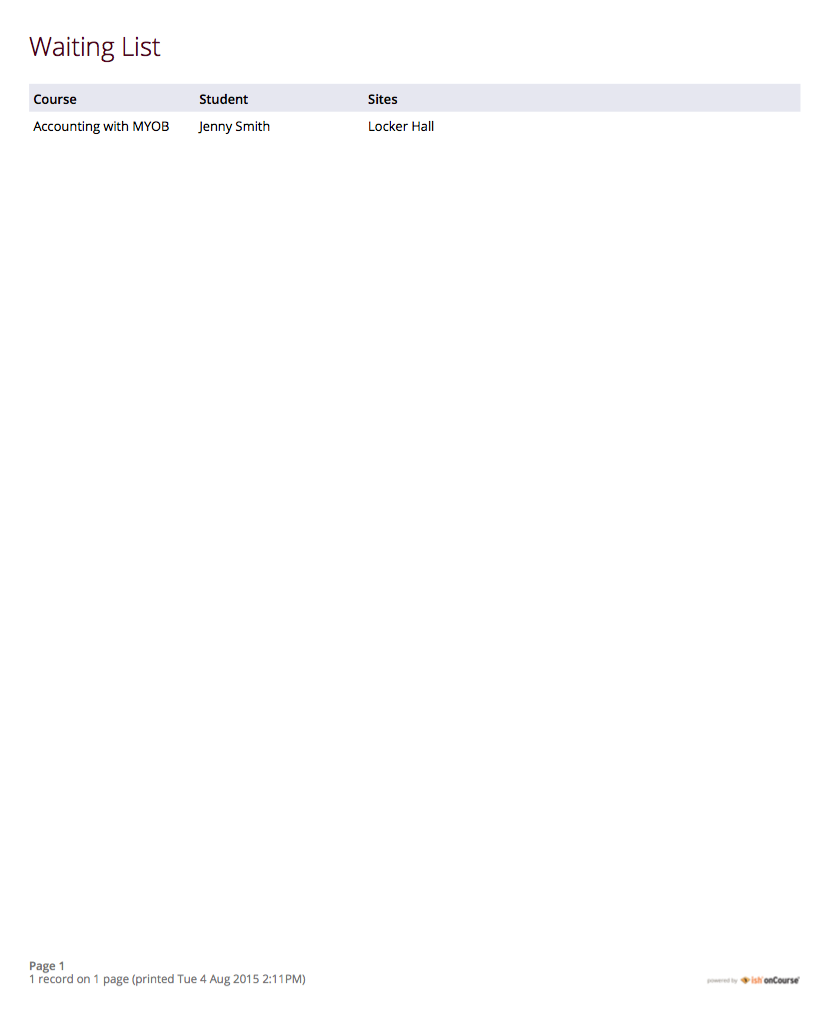 Waiting List
Course Student Sites
Accounting with MYOB Jenny Smith Locker Hall
Page 1
1 record on 1 page (printed Tue 4 Aug 2015 2:11PM)
powered by ish onCourse